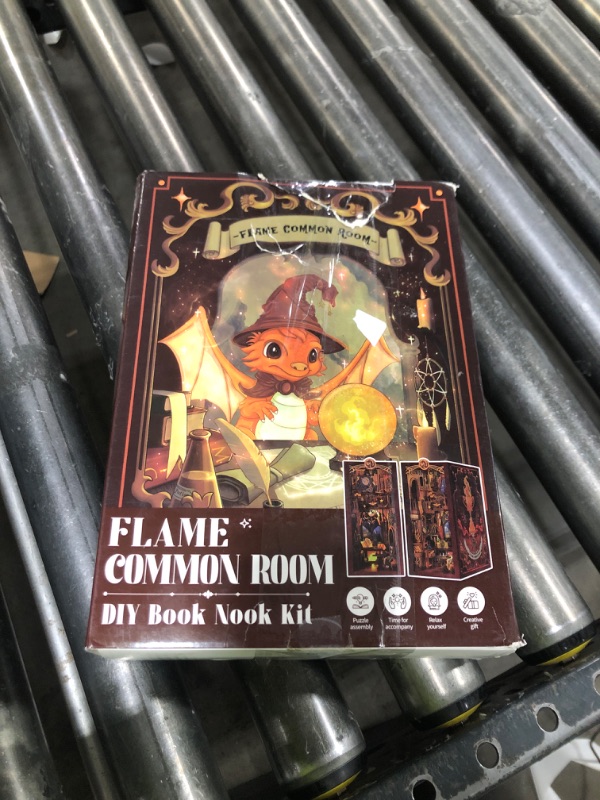 -FLAME COMMON ROOM-
FLAME
COMMON ROOM
DIY Book Nook Kit
Puzzle assembly
Time for accompany
Relax yourself
Creative gift